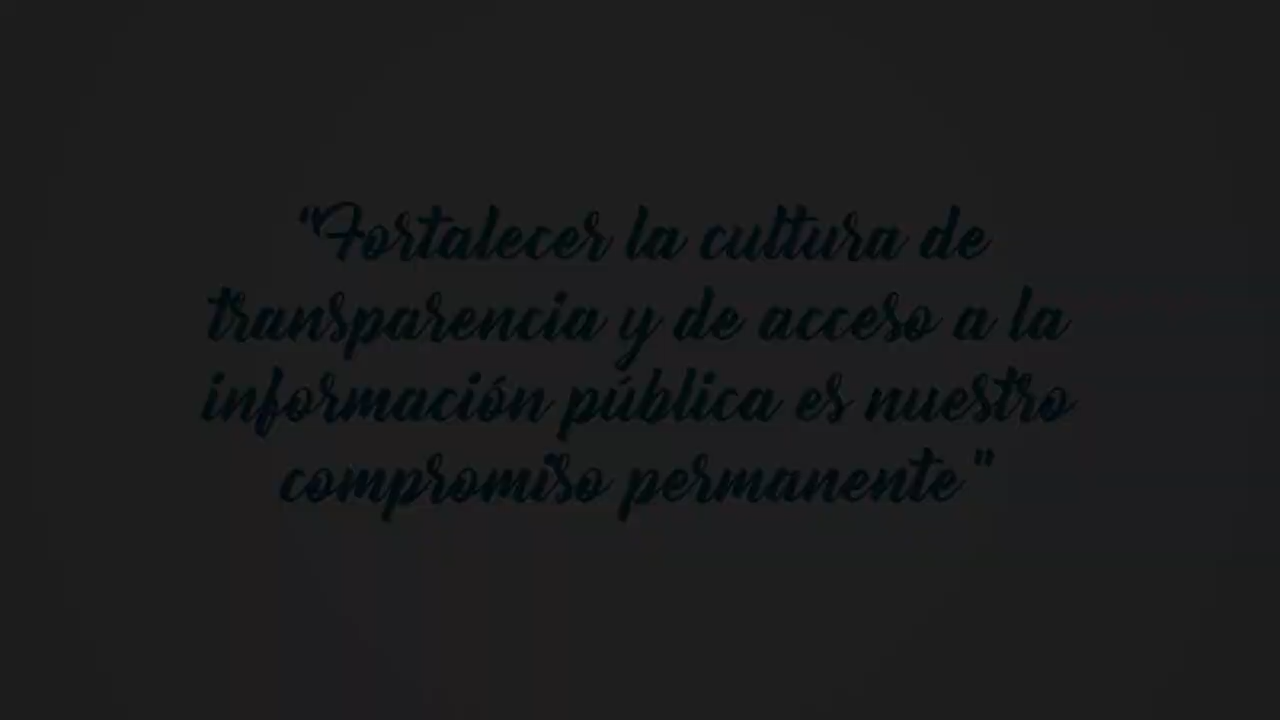 "Fortalecer la cultura de
transparencia y de acceso a la
información pública es nuestro
compromiso permanente"